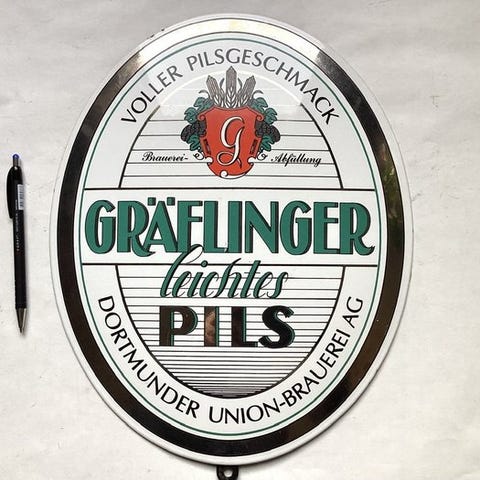 VOLLER PILSGESCHMACK
G
Brauerei- Abfüllung
GRÄFLINGER
leichtes
PILS
DORTMUNDER UNION-BRAUEREI AG